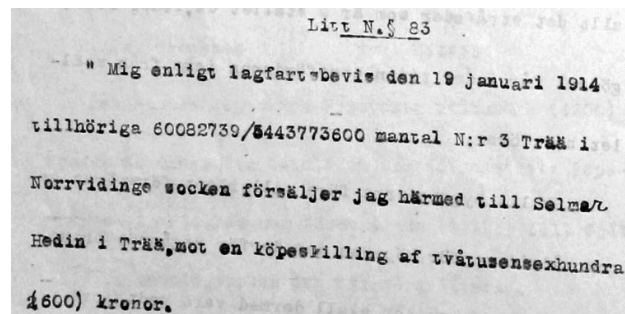 Litt N.§ 83
" Mig enligt lagfartsbevis den 19 januari 1914
tillhöriga 60082739/5443773600 mantal N:r 3 Trää i
Norrvidinge socken försäljer jag härmed till Selmar
Hedin i Trää,mot en köpeskilling af tvåtusensexhundra
2600) kronor.